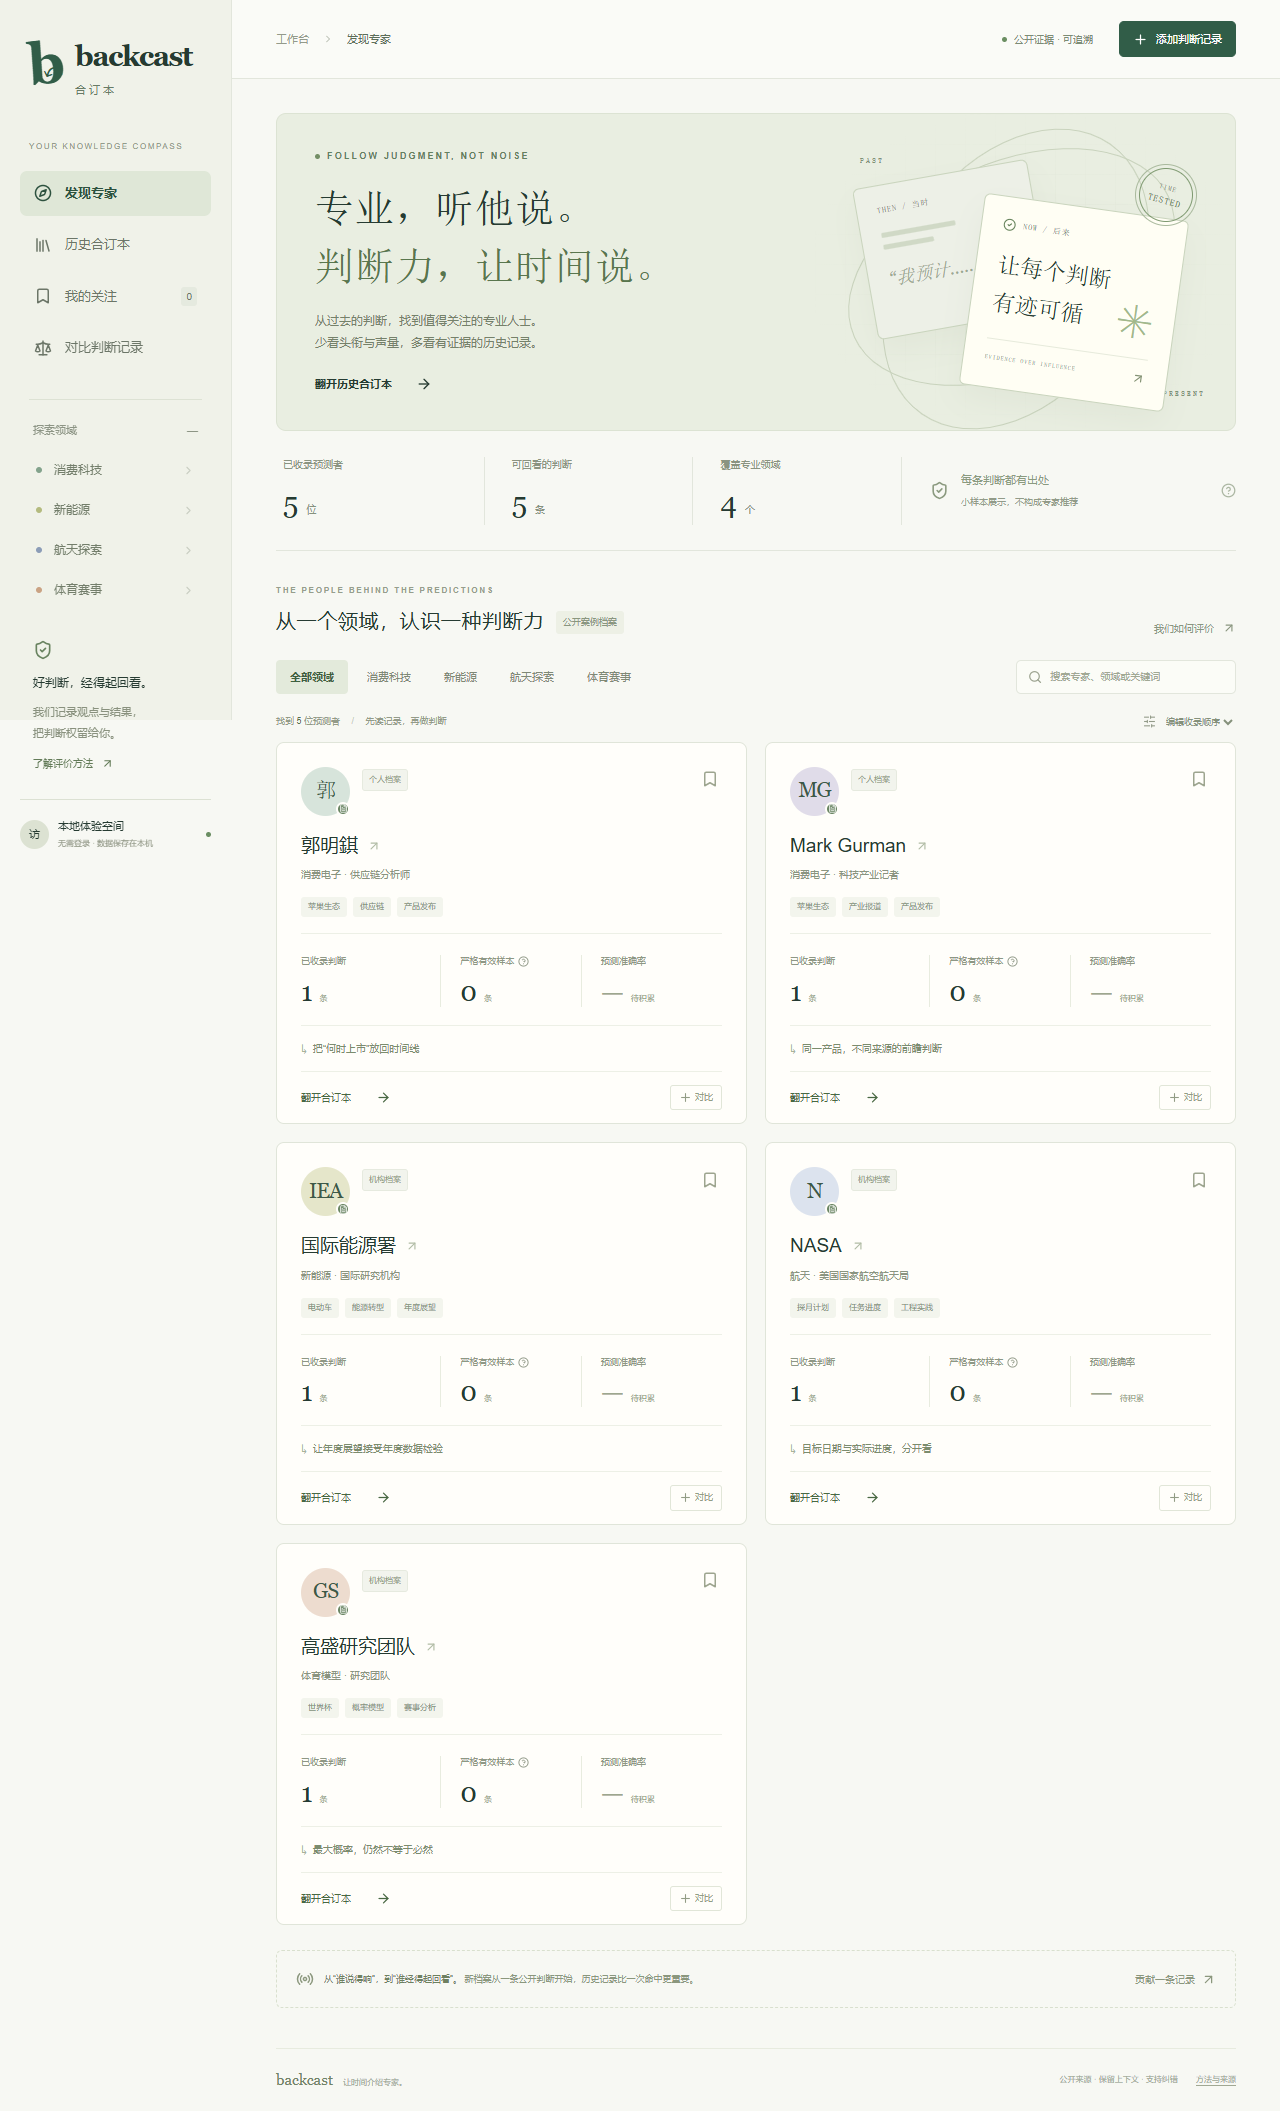 backcast
合订本
YOUR KNOWLEDGE COMPASS
发现专家
历史合订本
我的关注
0
对比判断记录
探索领域
消费科技
新能源
航天探索
体育赛事
好判断，经得起回看。
我们记录观点与结果，
把判断权留给你。
了解评价方法
访
本地体验空间
无需登录 · 数据保存在本机
工作台
发现专家
公开证据 · 可追溯
添加判断记录
FOLLOW JUDGMENT, NOT NOISE
专业，听他说。
判断力，让时间说。
从过去的判断，找到值得关注的专业人士。
少看头衔与声量，多看有证据的历史记录。
翻开历史合订本
PAST
THEN / 当时
“我预计……
NOW / 后来
让每个判断
有迹可循
EVIDENCE OVER INFLUENCE
TIME
TESTED
PRESENT
已收录预测者
5 位
可回看的判断
5 条
覆盖专业领域
4 个
每条判断都有出处
小样本展示，不构成专家推荐
THE PEOPLE BEHIND THE PREDICTIONS
从一个领域，认识一种判断力
公开案例档案
我们如何评价
全部领域
消费科技
新能源
航天探索
体育赛事
搜索专家、领域或关键词
找到 5 位预测者 / 先读记录，再做判断
编辑收录顺序
郭
个人档案
郭明錤
消费电子 · 供应链分析师
苹果生态
供应链
产品发布
已收录判断
1 条
严格有效样本
0 条
预测准确率
— 待积累
↳ 把“何时上市”放回时间线
翻开合订本
对比
MG
个人档案
Mark Gurman
消费电子 · 科技产业记者
苹果生态
产业报道
产品发布
已收录判断
1 条
严格有效样本
0 条
预测准确率
— 待积累
↳ 同一产品，不同来源的前瞻判断
翻开合订本
对比
IEA
机构档案
国际能源署
新能源 · 国际研究机构
电动车
能源转型
年度展望
已收录判断
1 条
严格有效样本
0 条
预测准确率
— 待积累
↳ 让年度展望接受年度数据检验
翻开合订本
对比
N
机构档案
NASA
航天 · 美国国家航空航天局
探月计划
任务进度
工程实践
已收录判断
1 条
严格有效样本
0 条
预测准确率
— 待积累
↳ 目标日期与实际进度，分开看
翻开合订本
对比
GS
机构档案
高盛研究团队
体育模型 · 研究团队
世界杯
概率模型
赛事分析
已收录判断
1 条
严格有效样本
0 条
预测准确率
— 待积累
↳ 最大概率，仍然不等于必然
翻开合订本
对比
从“谁说得响”，到“谁经得起回看”。 新档案从一条公开判断开始，历史记录比一次命中更重要。
贡献一条记录
backcast 让时间介绍专家。
公开来源 · 保留上下文 · 支持纠错
方法与来源